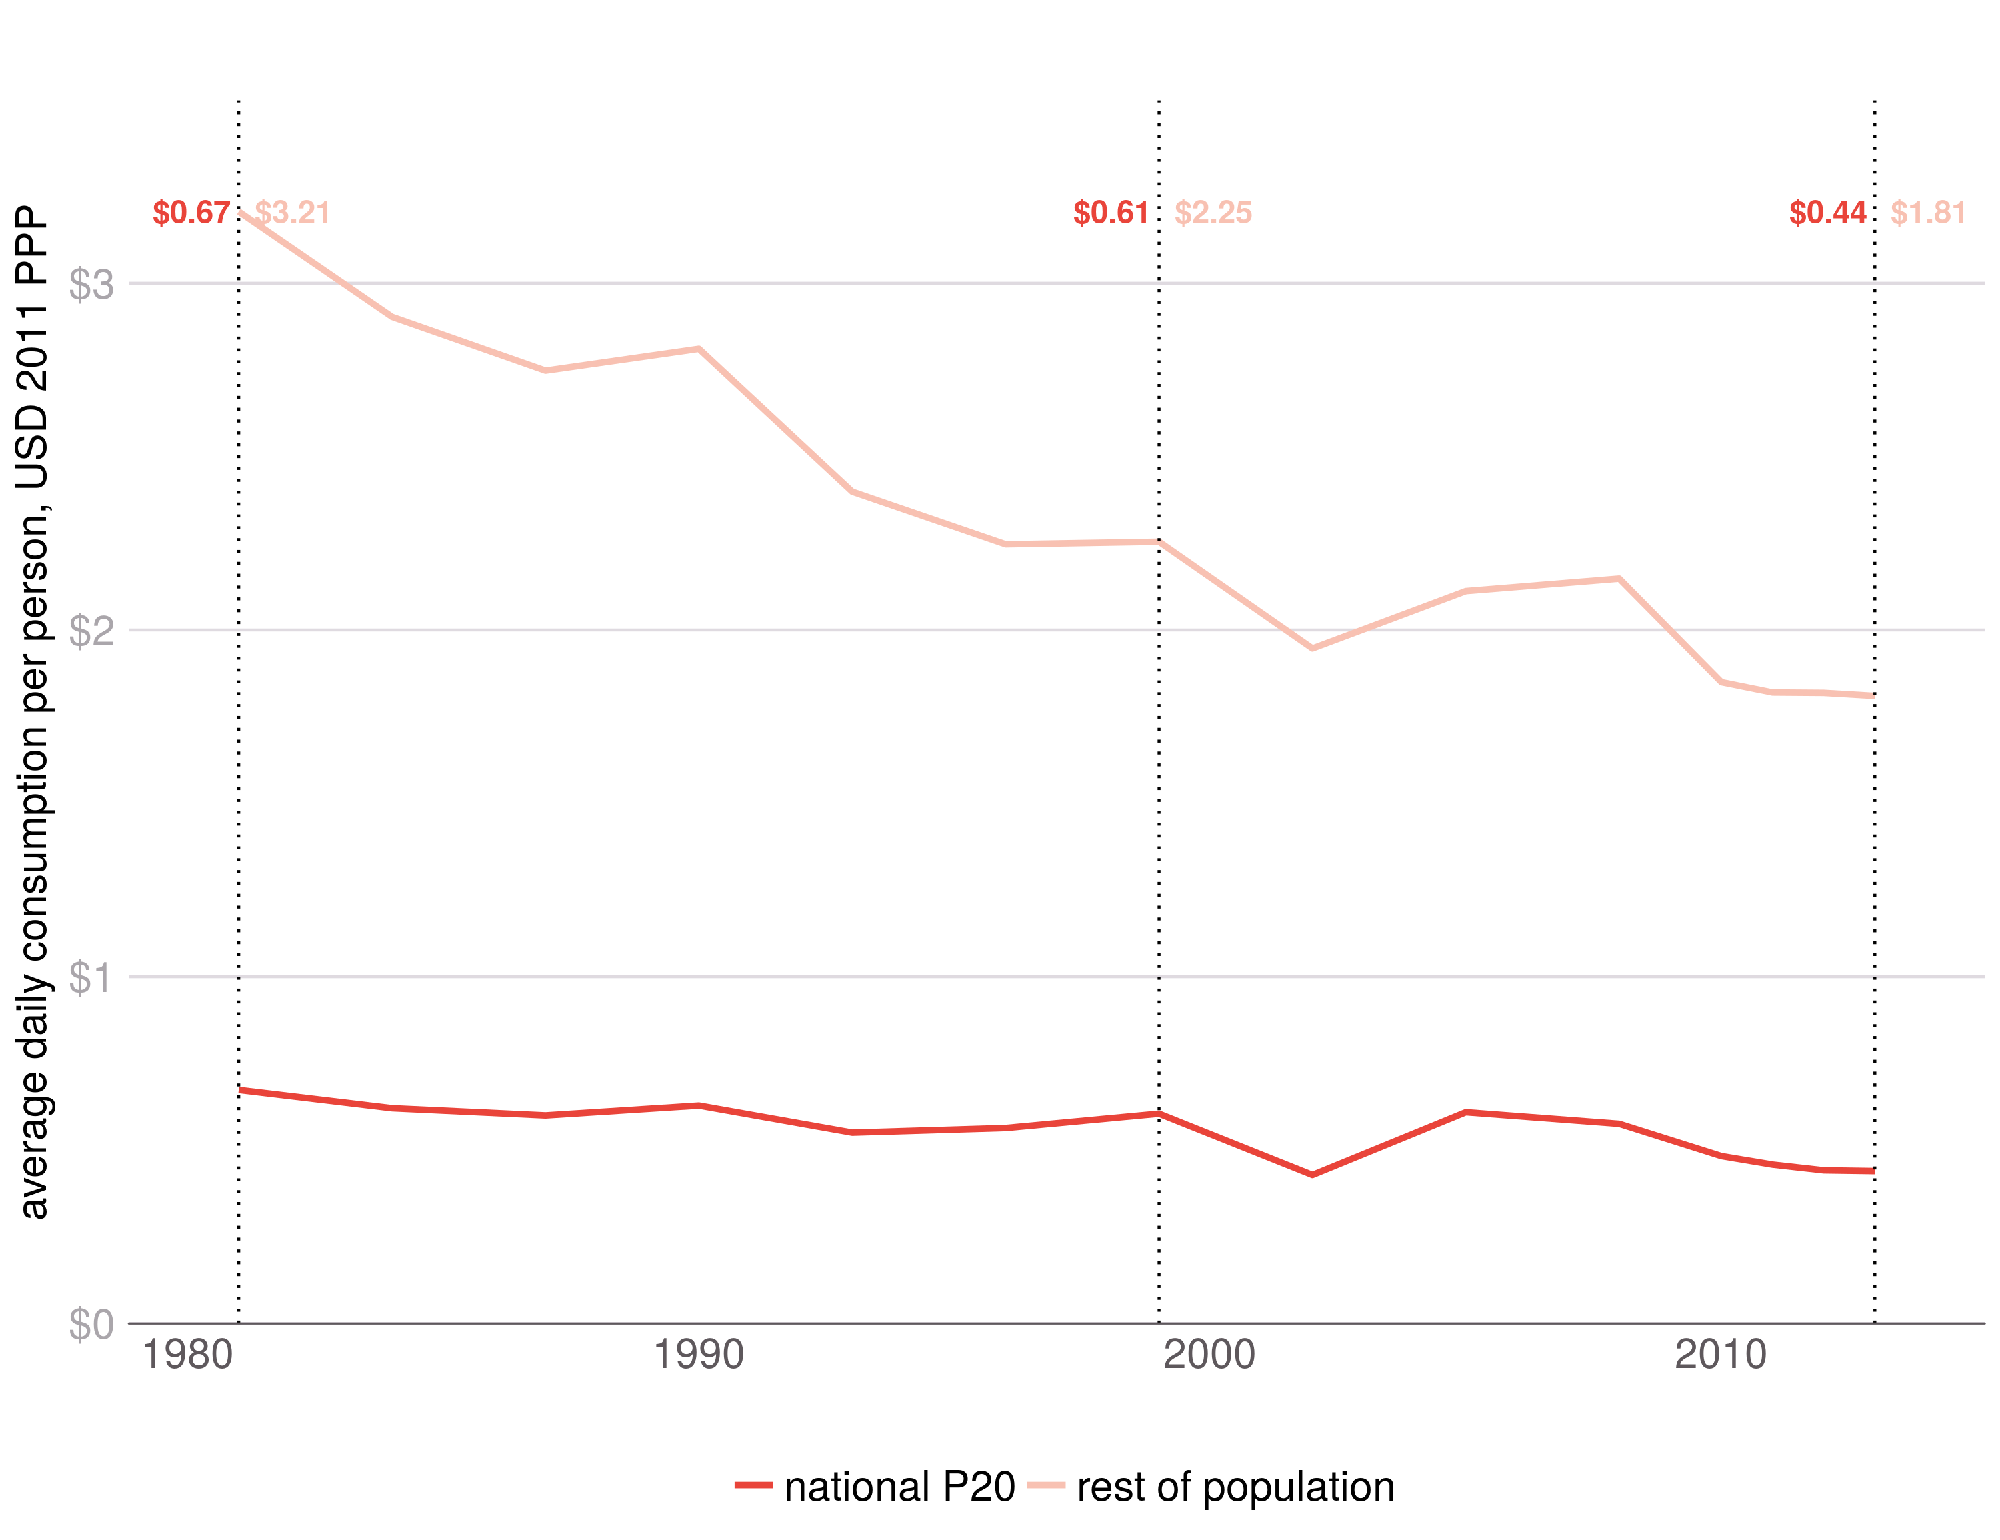 average daily consumption per person, USD 2011 PPP
$0.67 $3.21 $0.61 $2.25 $0.44 $1.81
$3
$2
$1
$0
1980 1990 2000 2010
national P20 rest of population